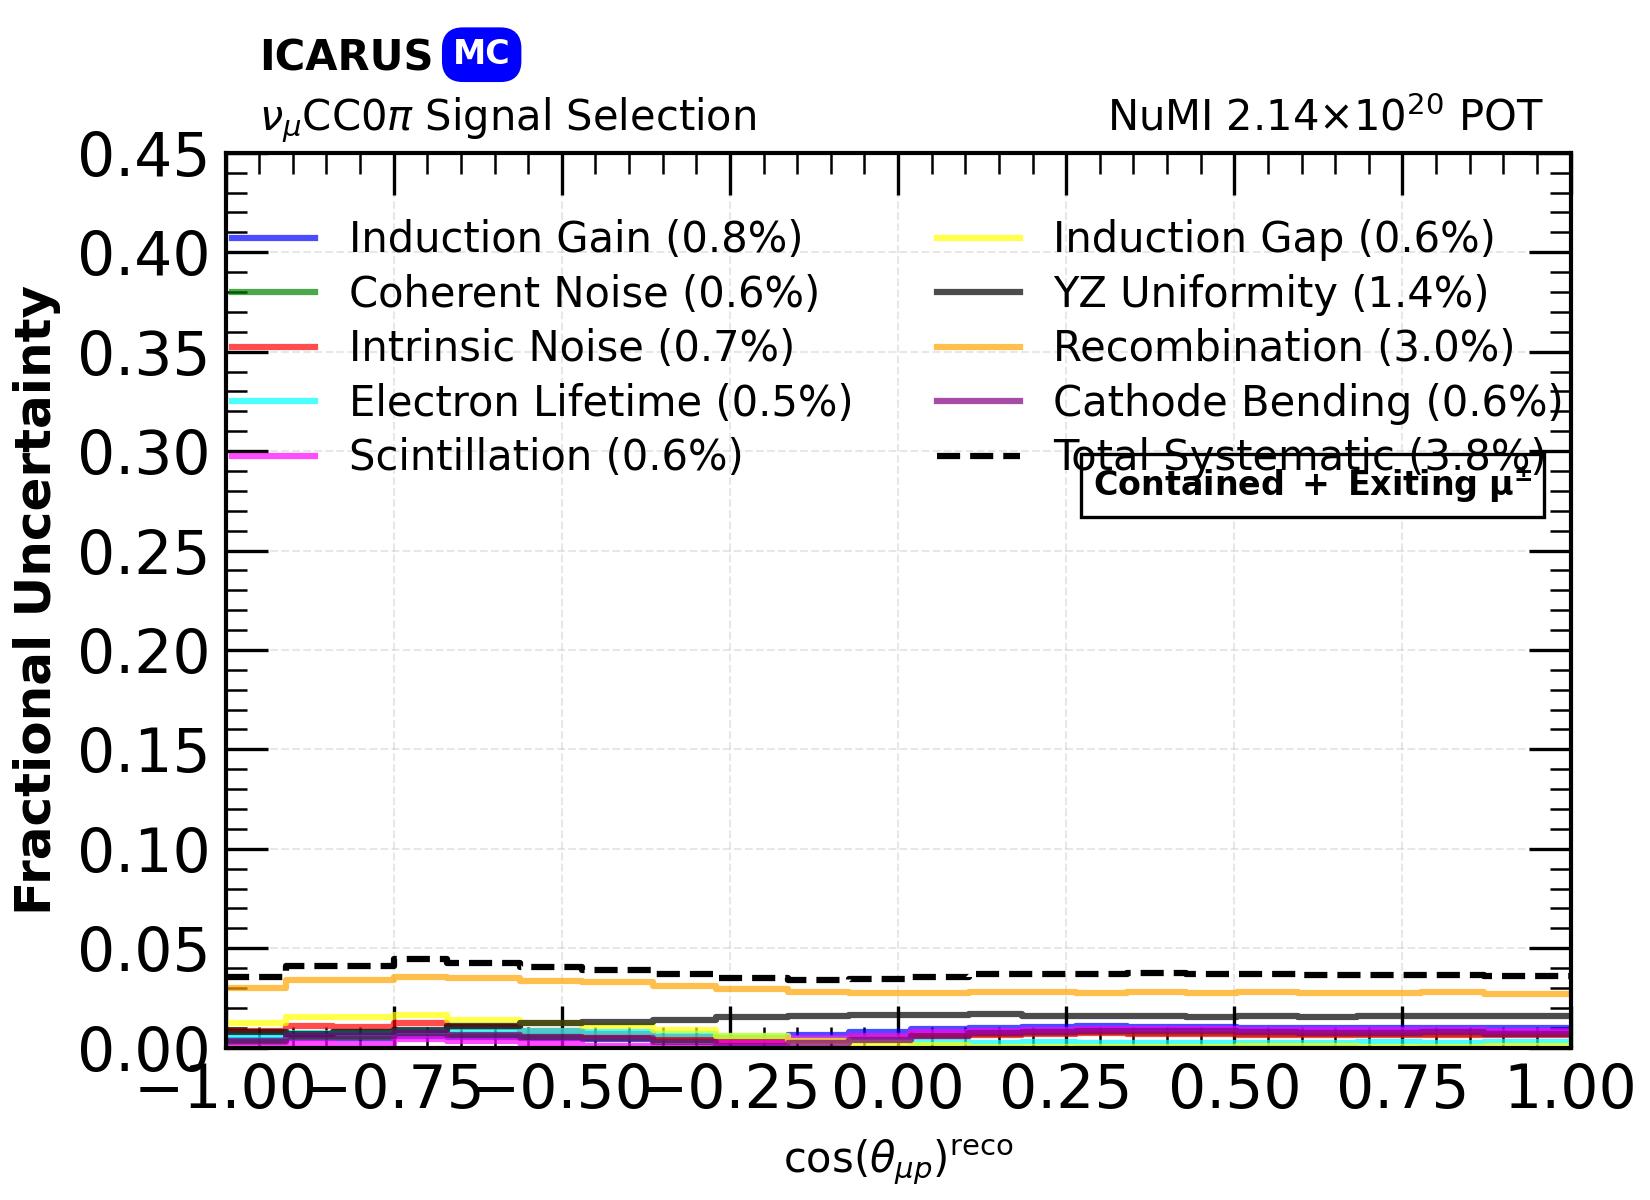 ICARUS MC
νμCC0π Signal Selection
NuMI 2.14×10²⁰ POT
Fractional Uncertainty
0.45
0.40
0.35
0.30
0.25
0.20
0.15
0.10
0.05
0.00
Induction Gain (0.8%)
Coherent Noise (0.6%)
Intrinsic Noise (0.7%)
Electron Lifetime (0.5%)
Scintillation (0.6%)
Induction Gap (0.6%)
YZ Uniformity (1.4%)
Recombination (3.0%)
Cathode Bending (0.6%)
Total Systematic (3.8%)
Contained + Exiting μ±
−1.00 −0.75 −0.50 −0.25 0.00 0.25 0.50 0.75 1.00
cos(θμp)reco